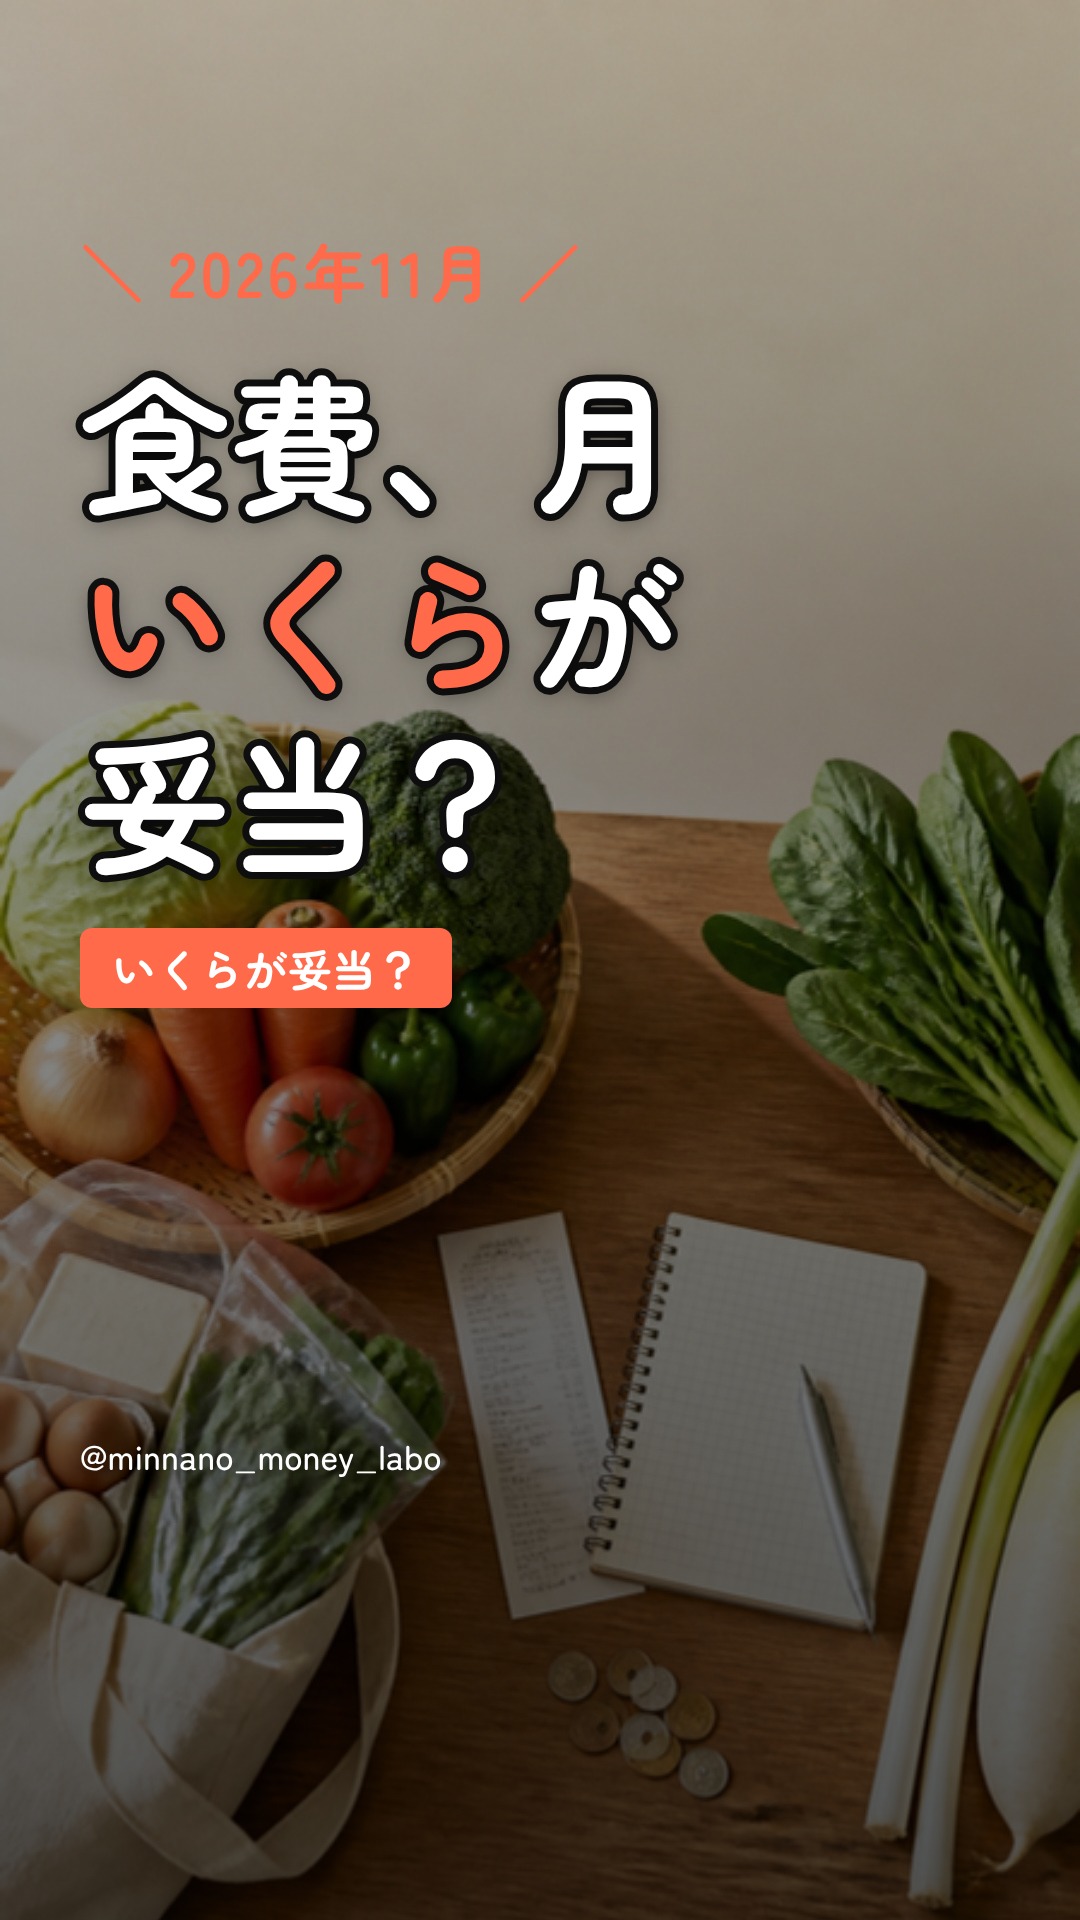 ＼ 2026年11月 ／
食費、月
いくらが
妥当？
いくらが妥当？
@minnano_money_labo